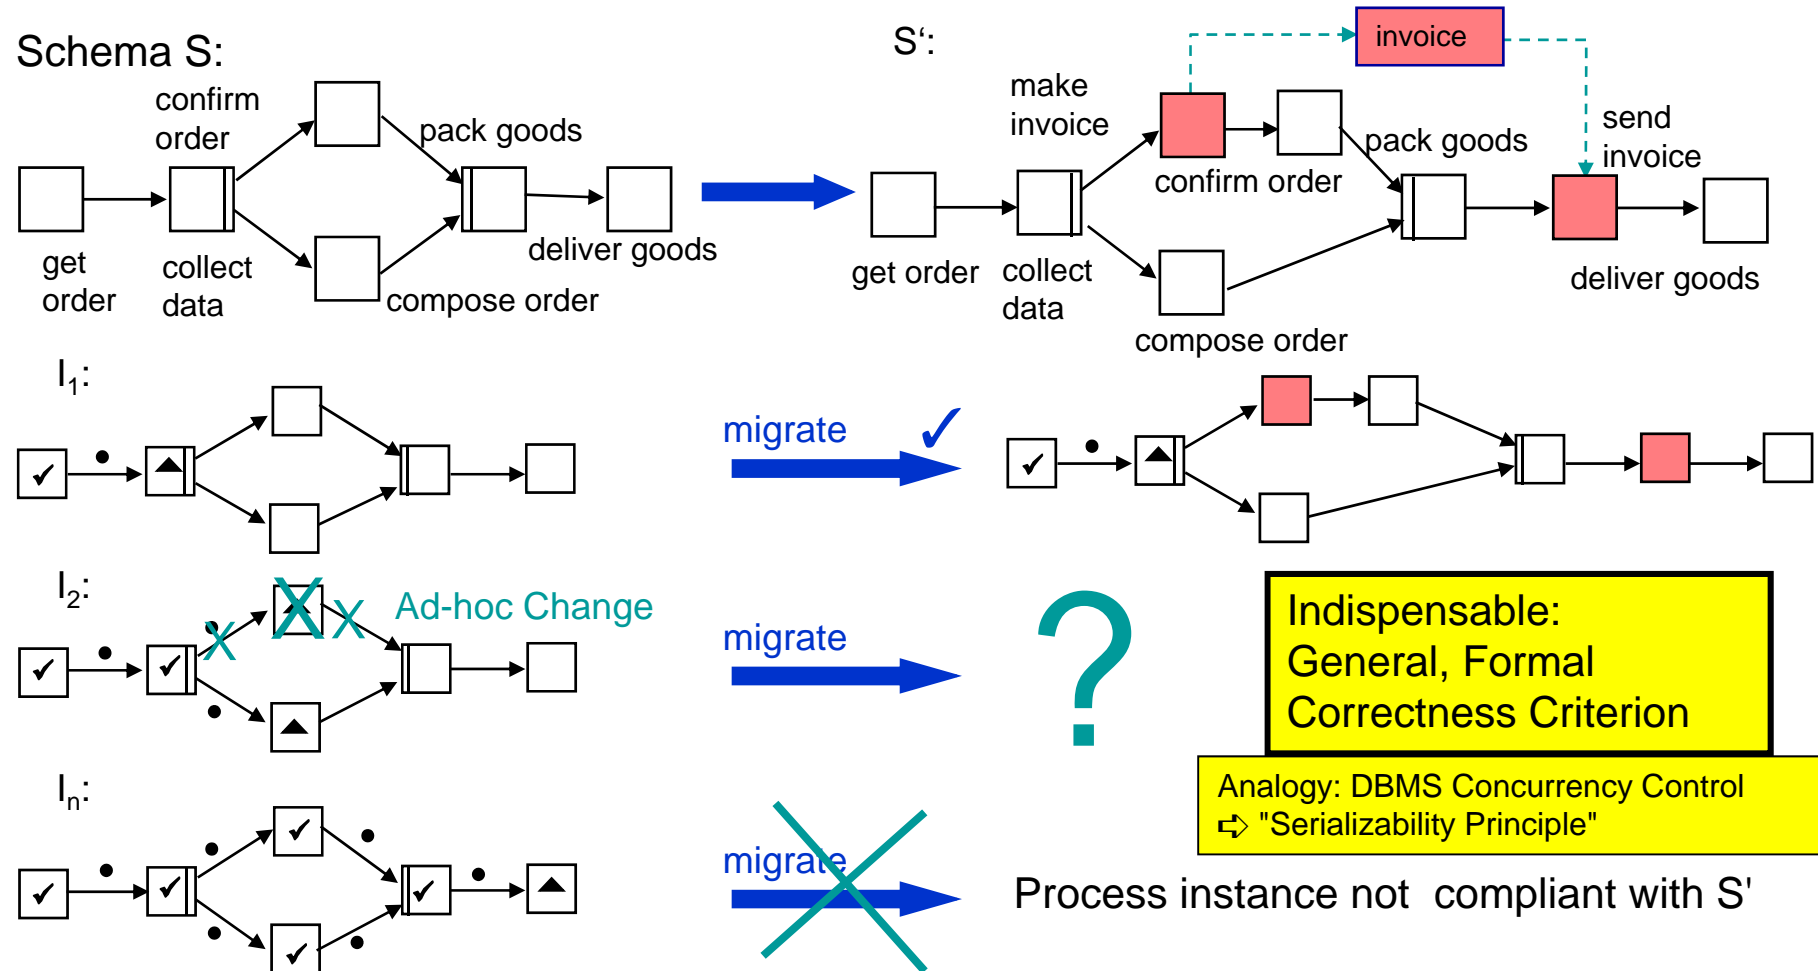 Schema S:
confirm
order
pack goods
get
order
collect
data
deliver goods
compose order
S‘:
invoice
make
invoice
send
invoice
pack goods
confirm order
get order
collect
data
deliver goods
compose order
I1:
migrate ✓
I2:
Ad-hoc Change
migrate
?
Indispensable:
General, Formal
Correctness Criterion
Analogy: DBMS Concurrency Control
➪ "Serializability Principle"
In:
migrate
Process instance not compliant with S'